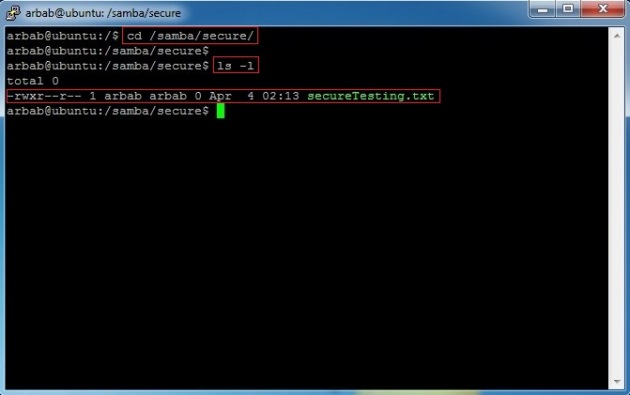 arbab@ubuntu: /samba/secure
arbab@ubuntu:/$ cd /samba/secure/
arbab@ubuntu:/samba/secure$
arbab@ubuntu:/samba/secure$ ls -l
total 0
-rwxr--r-- 1 arbab arbab 0 Apr  4 02:13 secureTesting.txt
arbab@ubuntu:/samba/secure$